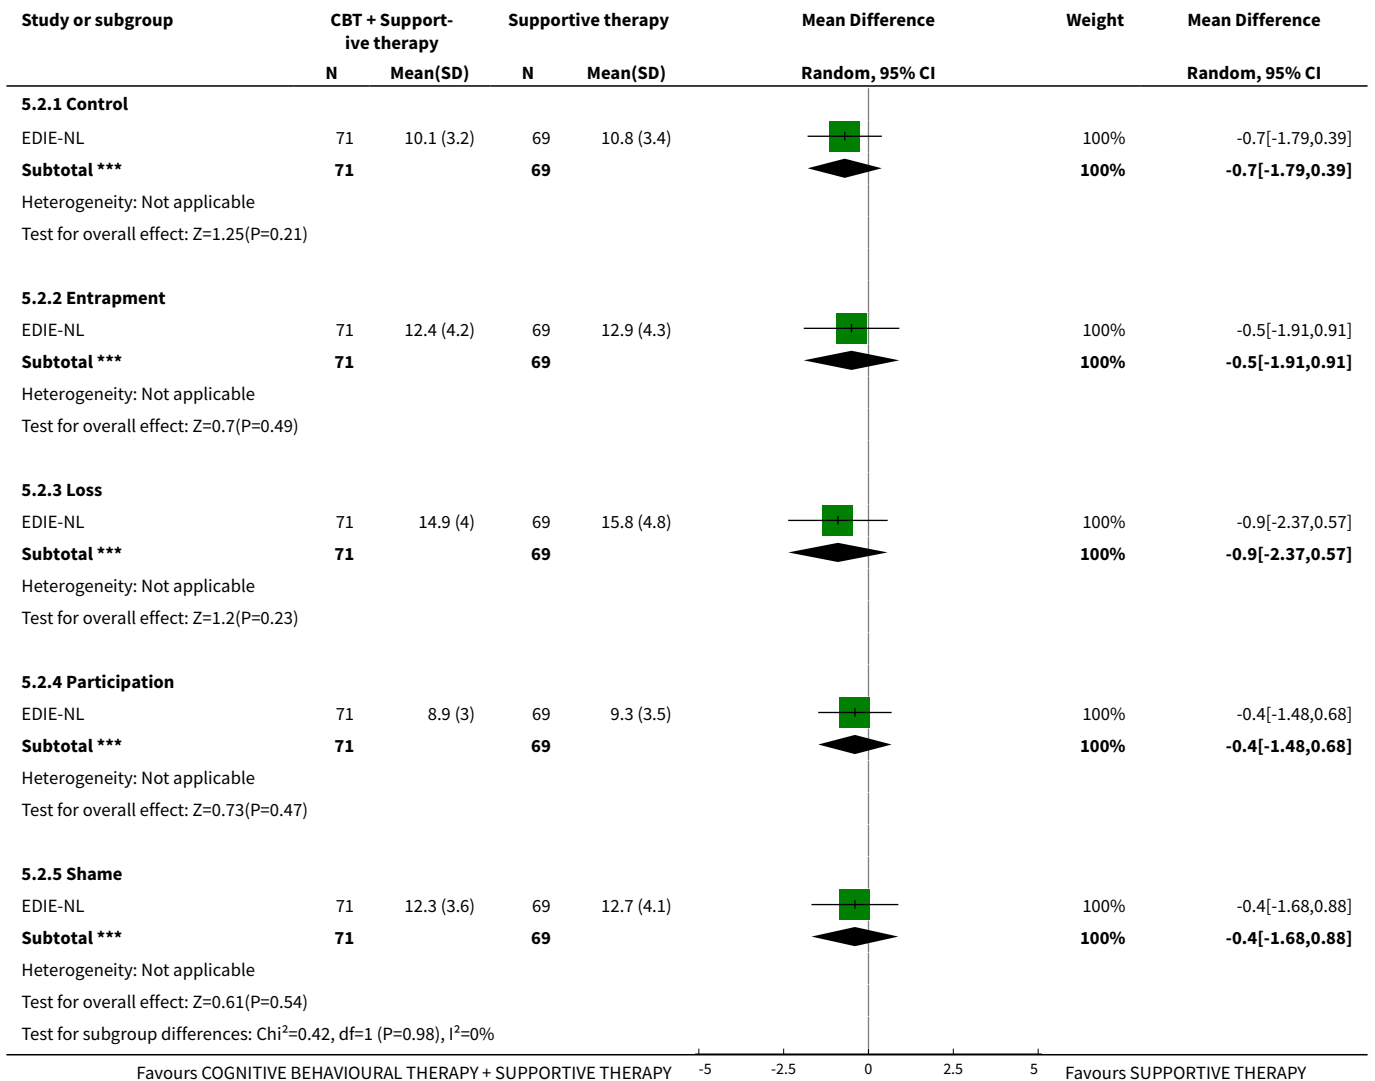 Study or subgroup CBT + Support- Supportive therapy Mean Difference Weight Mean Difference
ive therapy
N Mean(SD) N Mean(SD) Random, 95% CI Random, 95% CI
5.2.1 Control
EDIE-NL 71 10.1 (3.2) 69 10.8 (3.4) 100% -0.7[-1.79,0.39]
Subtotal *** 71 69 100% -0.7[-1.79,0.39]
Heterogeneity: Not applicable
Test for overall effect: Z=1.25(P=0.21)
5.2.2 Entrapment
EDIE-NL 71 12.4 (4.2) 69 12.9 (4.3) 100% -0.5[-1.91,0.91]
Subtotal *** 71 69 100% -0.5[-1.91,0.91]
Heterogeneity: Not applicable
Test for overall effect: Z=0.7(P=0.49)
5.2.3 Loss
EDIE-NL 71 14.9 (4) 69 15.8 (4.8) 100% -0.9[-2.37,0.57]
Subtotal *** 71 69 100% -0.9[-2.37,0.57]
Heterogeneity: Not applicable
Test for overall effect: Z=1.2(P=0.23)
5.2.4 Participation
EDIE-NL 71 8.9 (3) 69 9.3 (3.5) 100% -0.4[-1.48,0.68]
Subtotal *** 71 69 100% -0.4[-1.48,0.68]
Heterogeneity: Not applicable
Test for overall effect: Z=0.73(P=0.47)
5.2.5 Shame
EDIE-NL 71 12.3 (3.6) 69 12.7 (4.1) 100% -0.4[-1.68,0.88]
Subtotal *** 71 69 100% -0.4[-1.68,0.88]
Heterogeneity: Not applicable
Test for overall effect: Z=0.61(P=0.54)
Test for subgroup differences: Chi²=0.42, df=1 (P=0.98), I²=0%
Favours COGNITIVE BEHAVIOURAL THERAPY + SUPPORTIVE THERAPY -5 -2.5 0 2.5 5 Favours SUPPORTIVE THERAPY